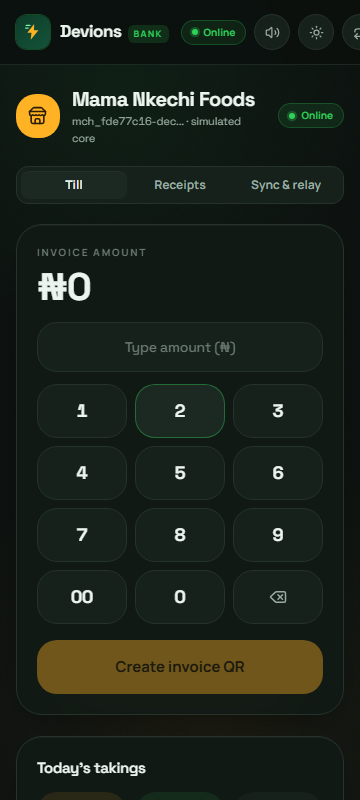 Devions BANK Online
Mama Nkechi Foods
mch_fde77c16-dec... · simulated core
Online
Till Receipts Sync & relay
INVOICE AMOUNT
₦0
Type amount (₦)
1 2 3
4 5 6
7 8 9
00 0
Create invoice QR
Today's takings